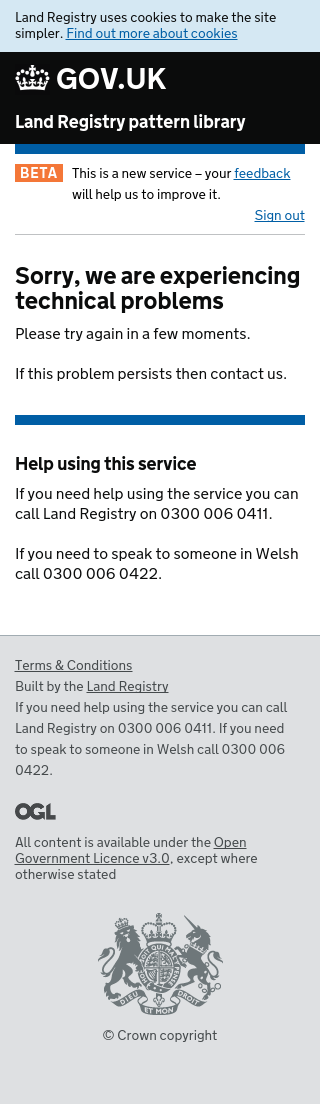 Land Registry uses cookies to make the site
simpler. Find out more about cookies
GOV.UK
Land Registry pattern library
BETA This is a new service – your feedback
will help us to improve it.
Sign out
Sorry, we are experiencing
technical problems
Please try again in a few moments.
If this problem persists then contact us.
Help using this service
If you need help using the service you can
call Land Registry on 0300 006 0411.
If you need to speak to someone in Welsh
call 0300 006 0422.
Terms & Conditions
Built by the Land Registry
If you need help using the service you can call
Land Registry on 0300 006 0411. If you need
to speak to someone in Welsh call 0300 006
0422.
OGL
All content is available under the Open
Government Licence v3.0, except where
otherwise stated
DIEU ET MON DROIT
© Crown copyright